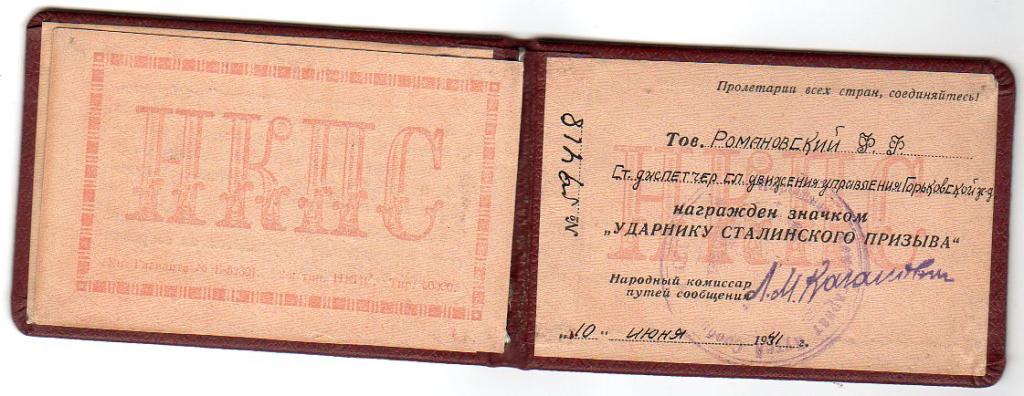 НКПС
Пролетарии всех стран, соединяйтесь!
Тов. Романовский Ф. Ф.
Ст. диспетчер сл. движения управления Горьковской ж-д
награжден значком
„УДАРНИКУ СТАЛИНСКОГО ПРИЗЫВА“
Народный комиссар
путей сообщения Л.М. Каганович
„10“ июня 1941 г.
№